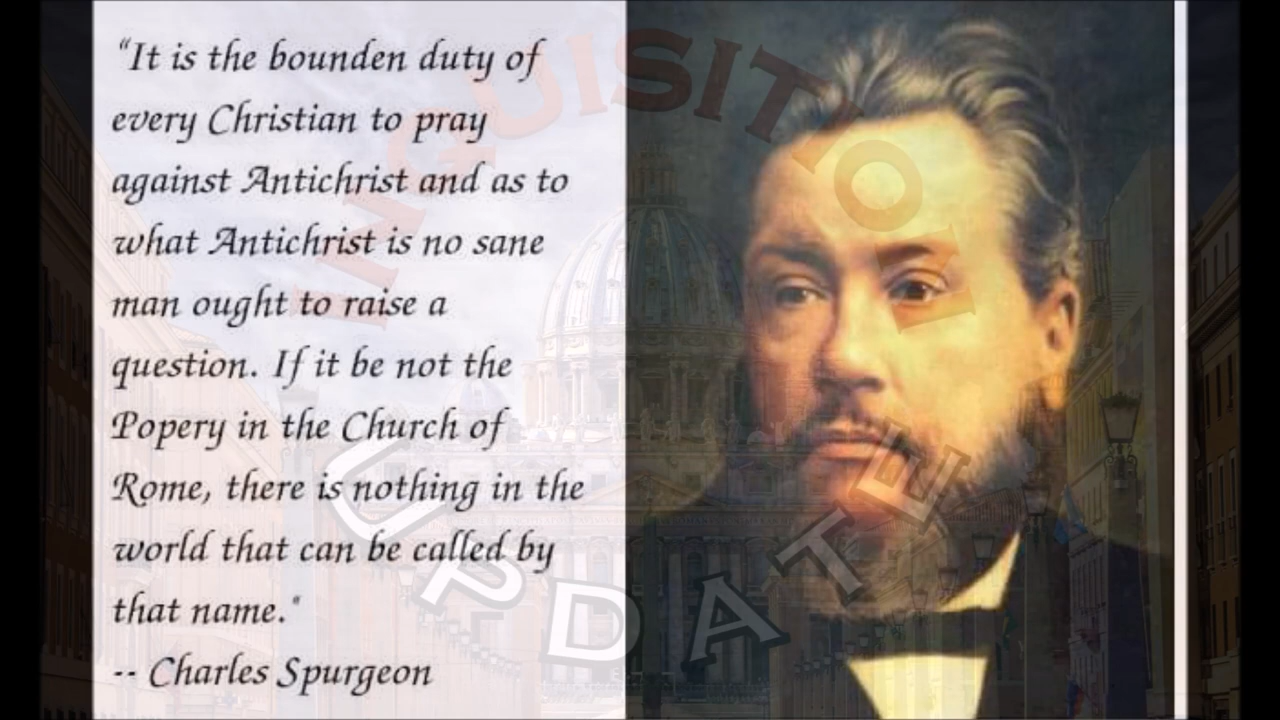 "It is the bounden duty of
every Christian to pray
against Antichrist and as to
what Antichrist is no sane
man ought to raise a
question. If it be not the
Popery in the Church of
Rome, there is nothing in the
world that can be called by
that name."
-- Charles Spurgeon
INQUISITION
UPDATE